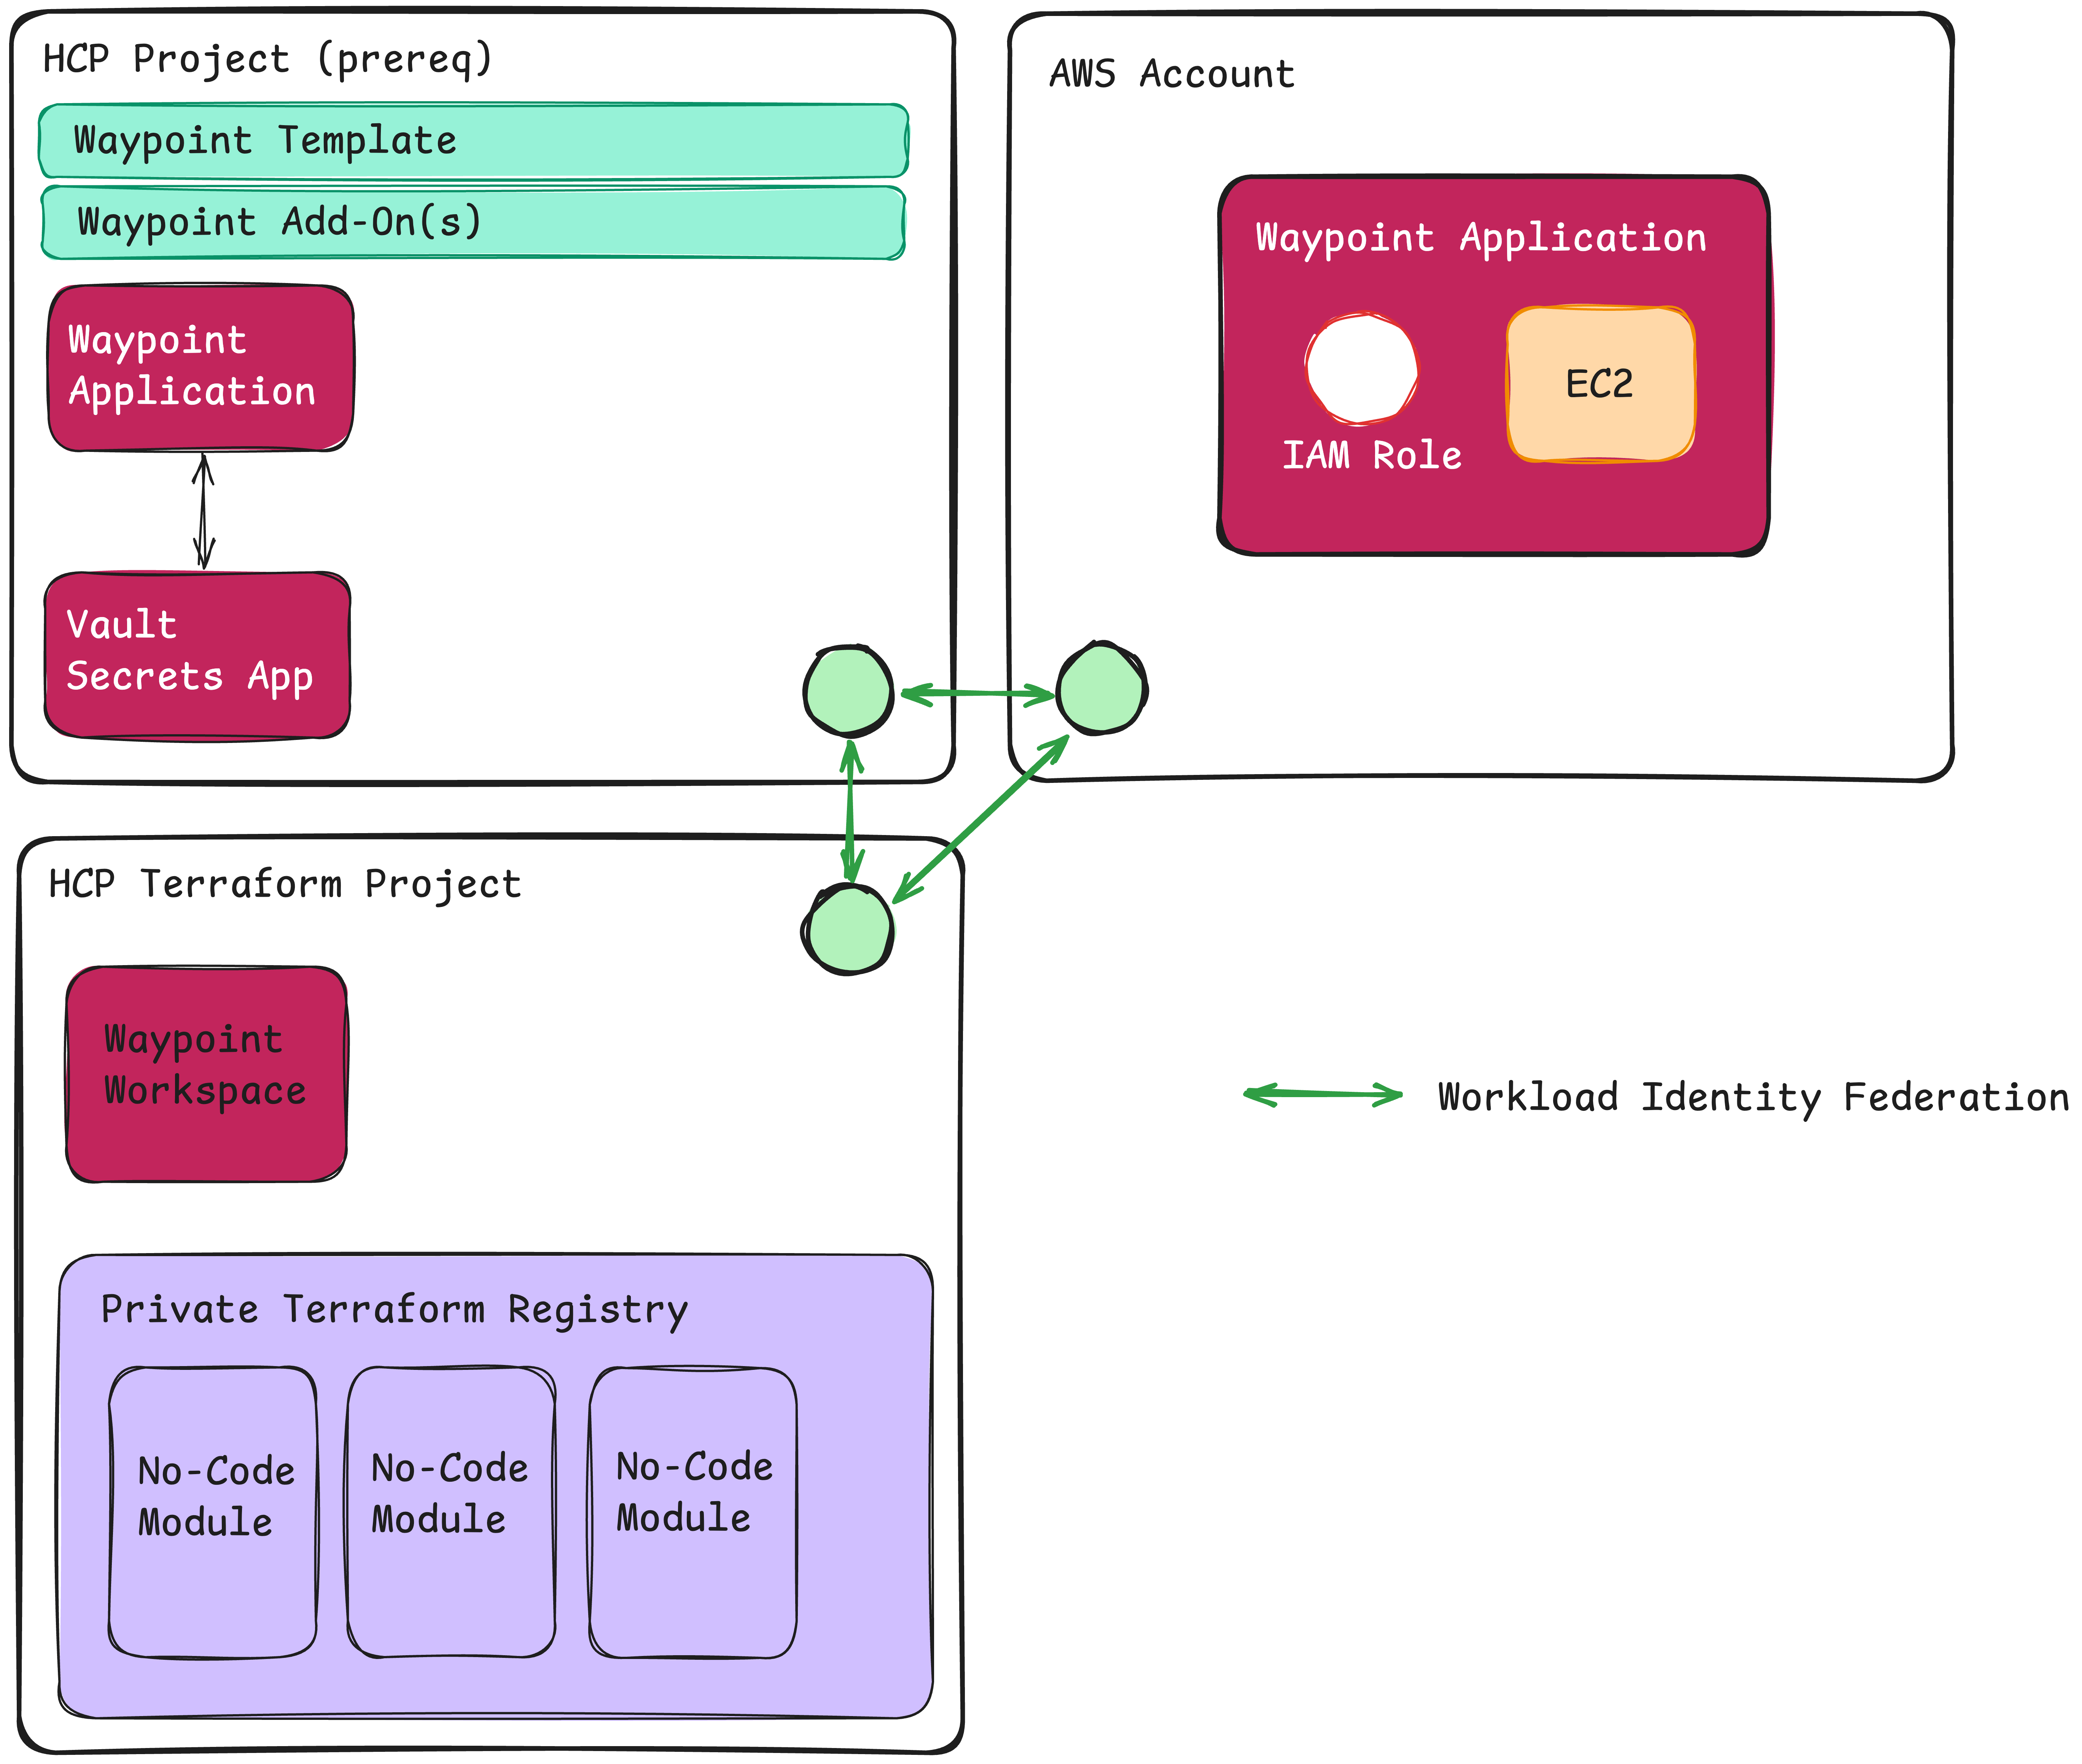 HCP Project (prereq)
Waypoint Template
Waypoint Add-On(s)
Waypoint
Application
Vault
Secrets App
AWS Account
Waypoint Application
IAM Role
EC2
HCP Terraform Project
Waypoint
Workspace
Private Terraform Registry
No-Code
Module
No-Code
Module
No-Code
Module
Workload Identity Federation